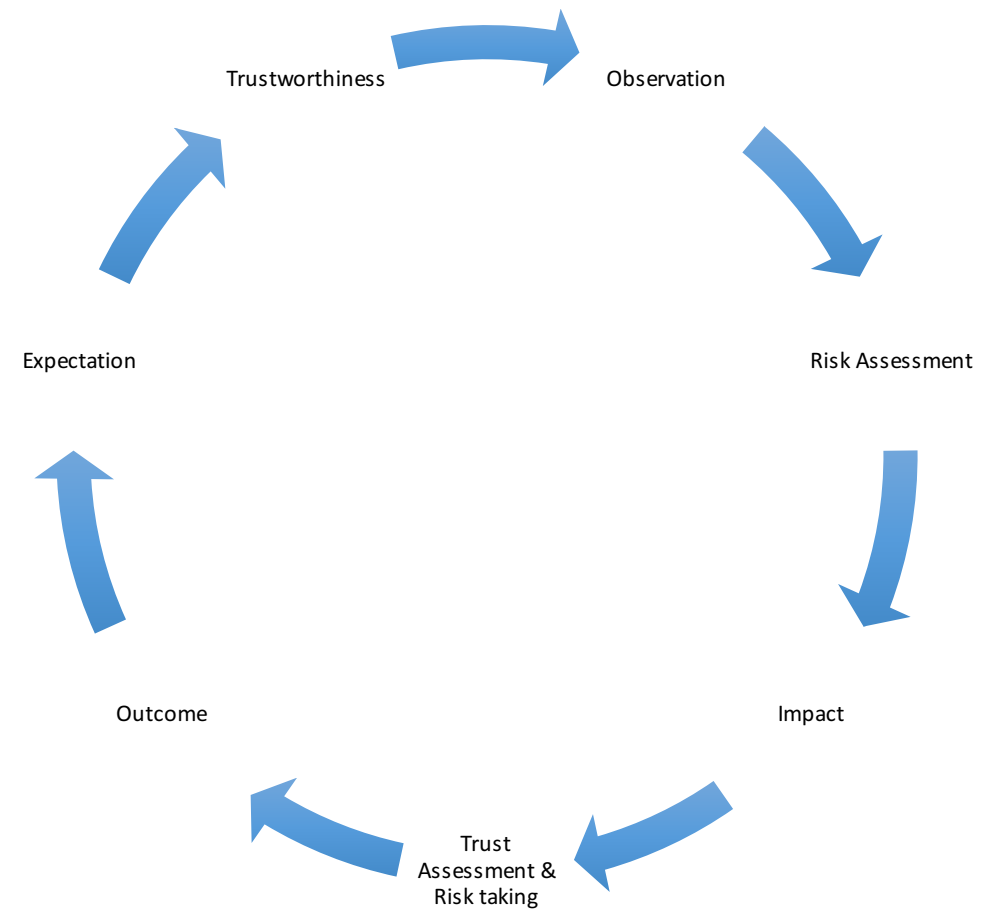 Trustworthiness
Observation
Risk Assessment
Impact
Trust
Assessment &
Risk taking
Outcome
Expectation